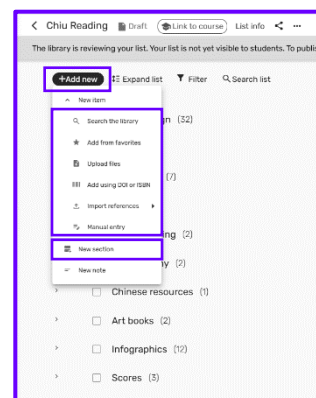 Chiu Reading Draft Link to course List info
The library is reviewing your list. Your list is not yet visible to students. To publis
+Add new Expand list Filter Search list
New item
Search the library gn (32)
Add from favorites
Upload files
[7]
Add using DOI or ISBN
Import references
Manual entry ng (2)
New section
y (2)
New note
Chinese resources (1)
Art books (2)
Infographics (12)
Scores (3)